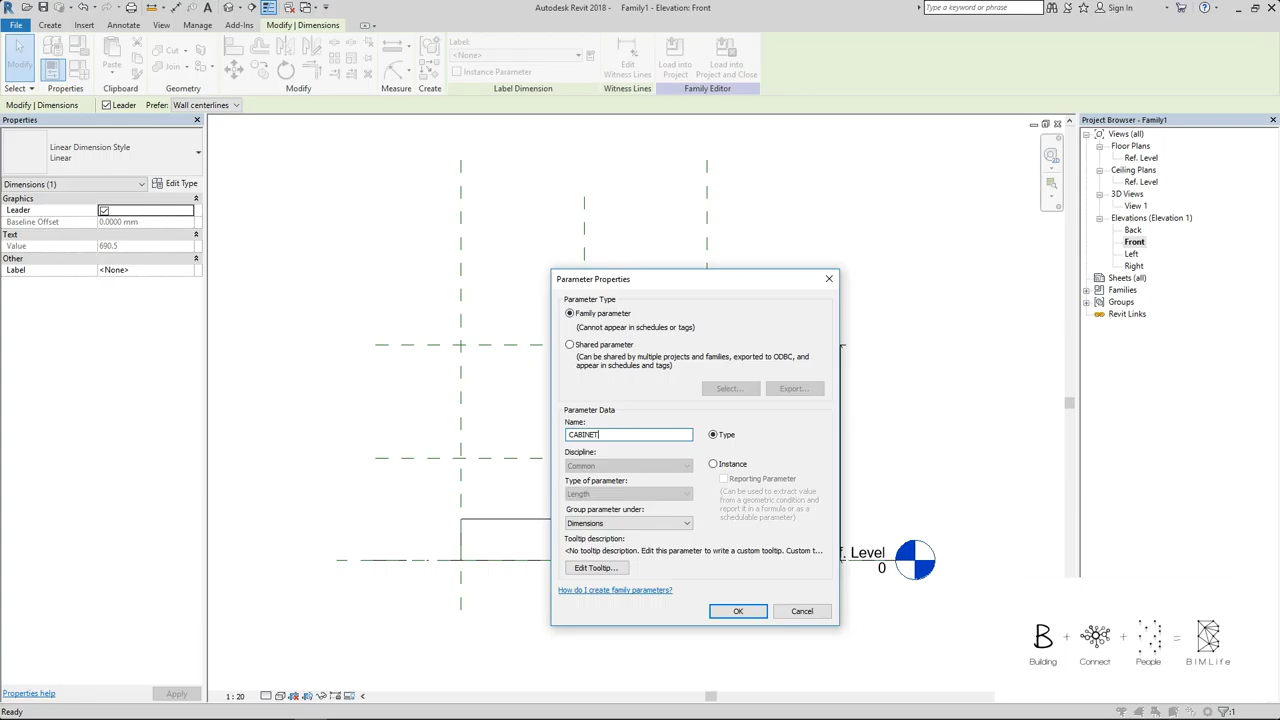 Autodesk Revit 2018 - Family1 - Elevation: Front
Type a keyword or phrase
Sign In
File Create Insert Annotate View Manage Add-Ins Modify | Dimensions
Modify
Select
Properties
Paste
Clipboard
Cut
Join
Geometry
Modify
Measure
Create
Label:
<None>
Instance Parameter
Label Dimension
Edit
Witness Lines
Witness Lines
Load into
Project
Load into
Project and Close
Family Editor
Modify | Dimensions Leader Prefer: Wall centerlines
Properties
Linear Dimension Style
Linear
Dimensions (1) Edit Type
Graphics
Leader
Baseline Offset 0.0000 mm
Text
Value 690.5
Other
Label <None>
Properties help Apply
Ready
1 : 20
Parameter Properties
Parameter Type
Family parameter
(Cannot appear in schedules or tags)
Shared parameter
(Can be shared by multiple projects and families, exported to ODBC, and
appear in schedules and tags)
Select... Export...
Parameter Data
Name:
CABINET
Type
Discipline:
Common
Instance
Reporting Parameter
(Can be used to extract value
from a geometric condition and
report it in a formula or as a
schedulable parameter)
Type of parameter:
Length
Group parameter under:
Dimensions
Tooltip description:
<No tooltip description. Edit this parameter to write a custom tooltip. Custom t...
Edit Tooltip...
How do I create family parameters?
OK Cancel
f. Level
0
Project Browser - Family1
Views (all)
Floor Plans
Ref. Level
Ceiling Plans
Ref. Level
3D Views
View 1
Elevations (Elevation 1)
Back
Front
Left
Right
Sheets (all)
Families
Groups
Revit Links
B + + =
Building Connect People BIMLife
:1